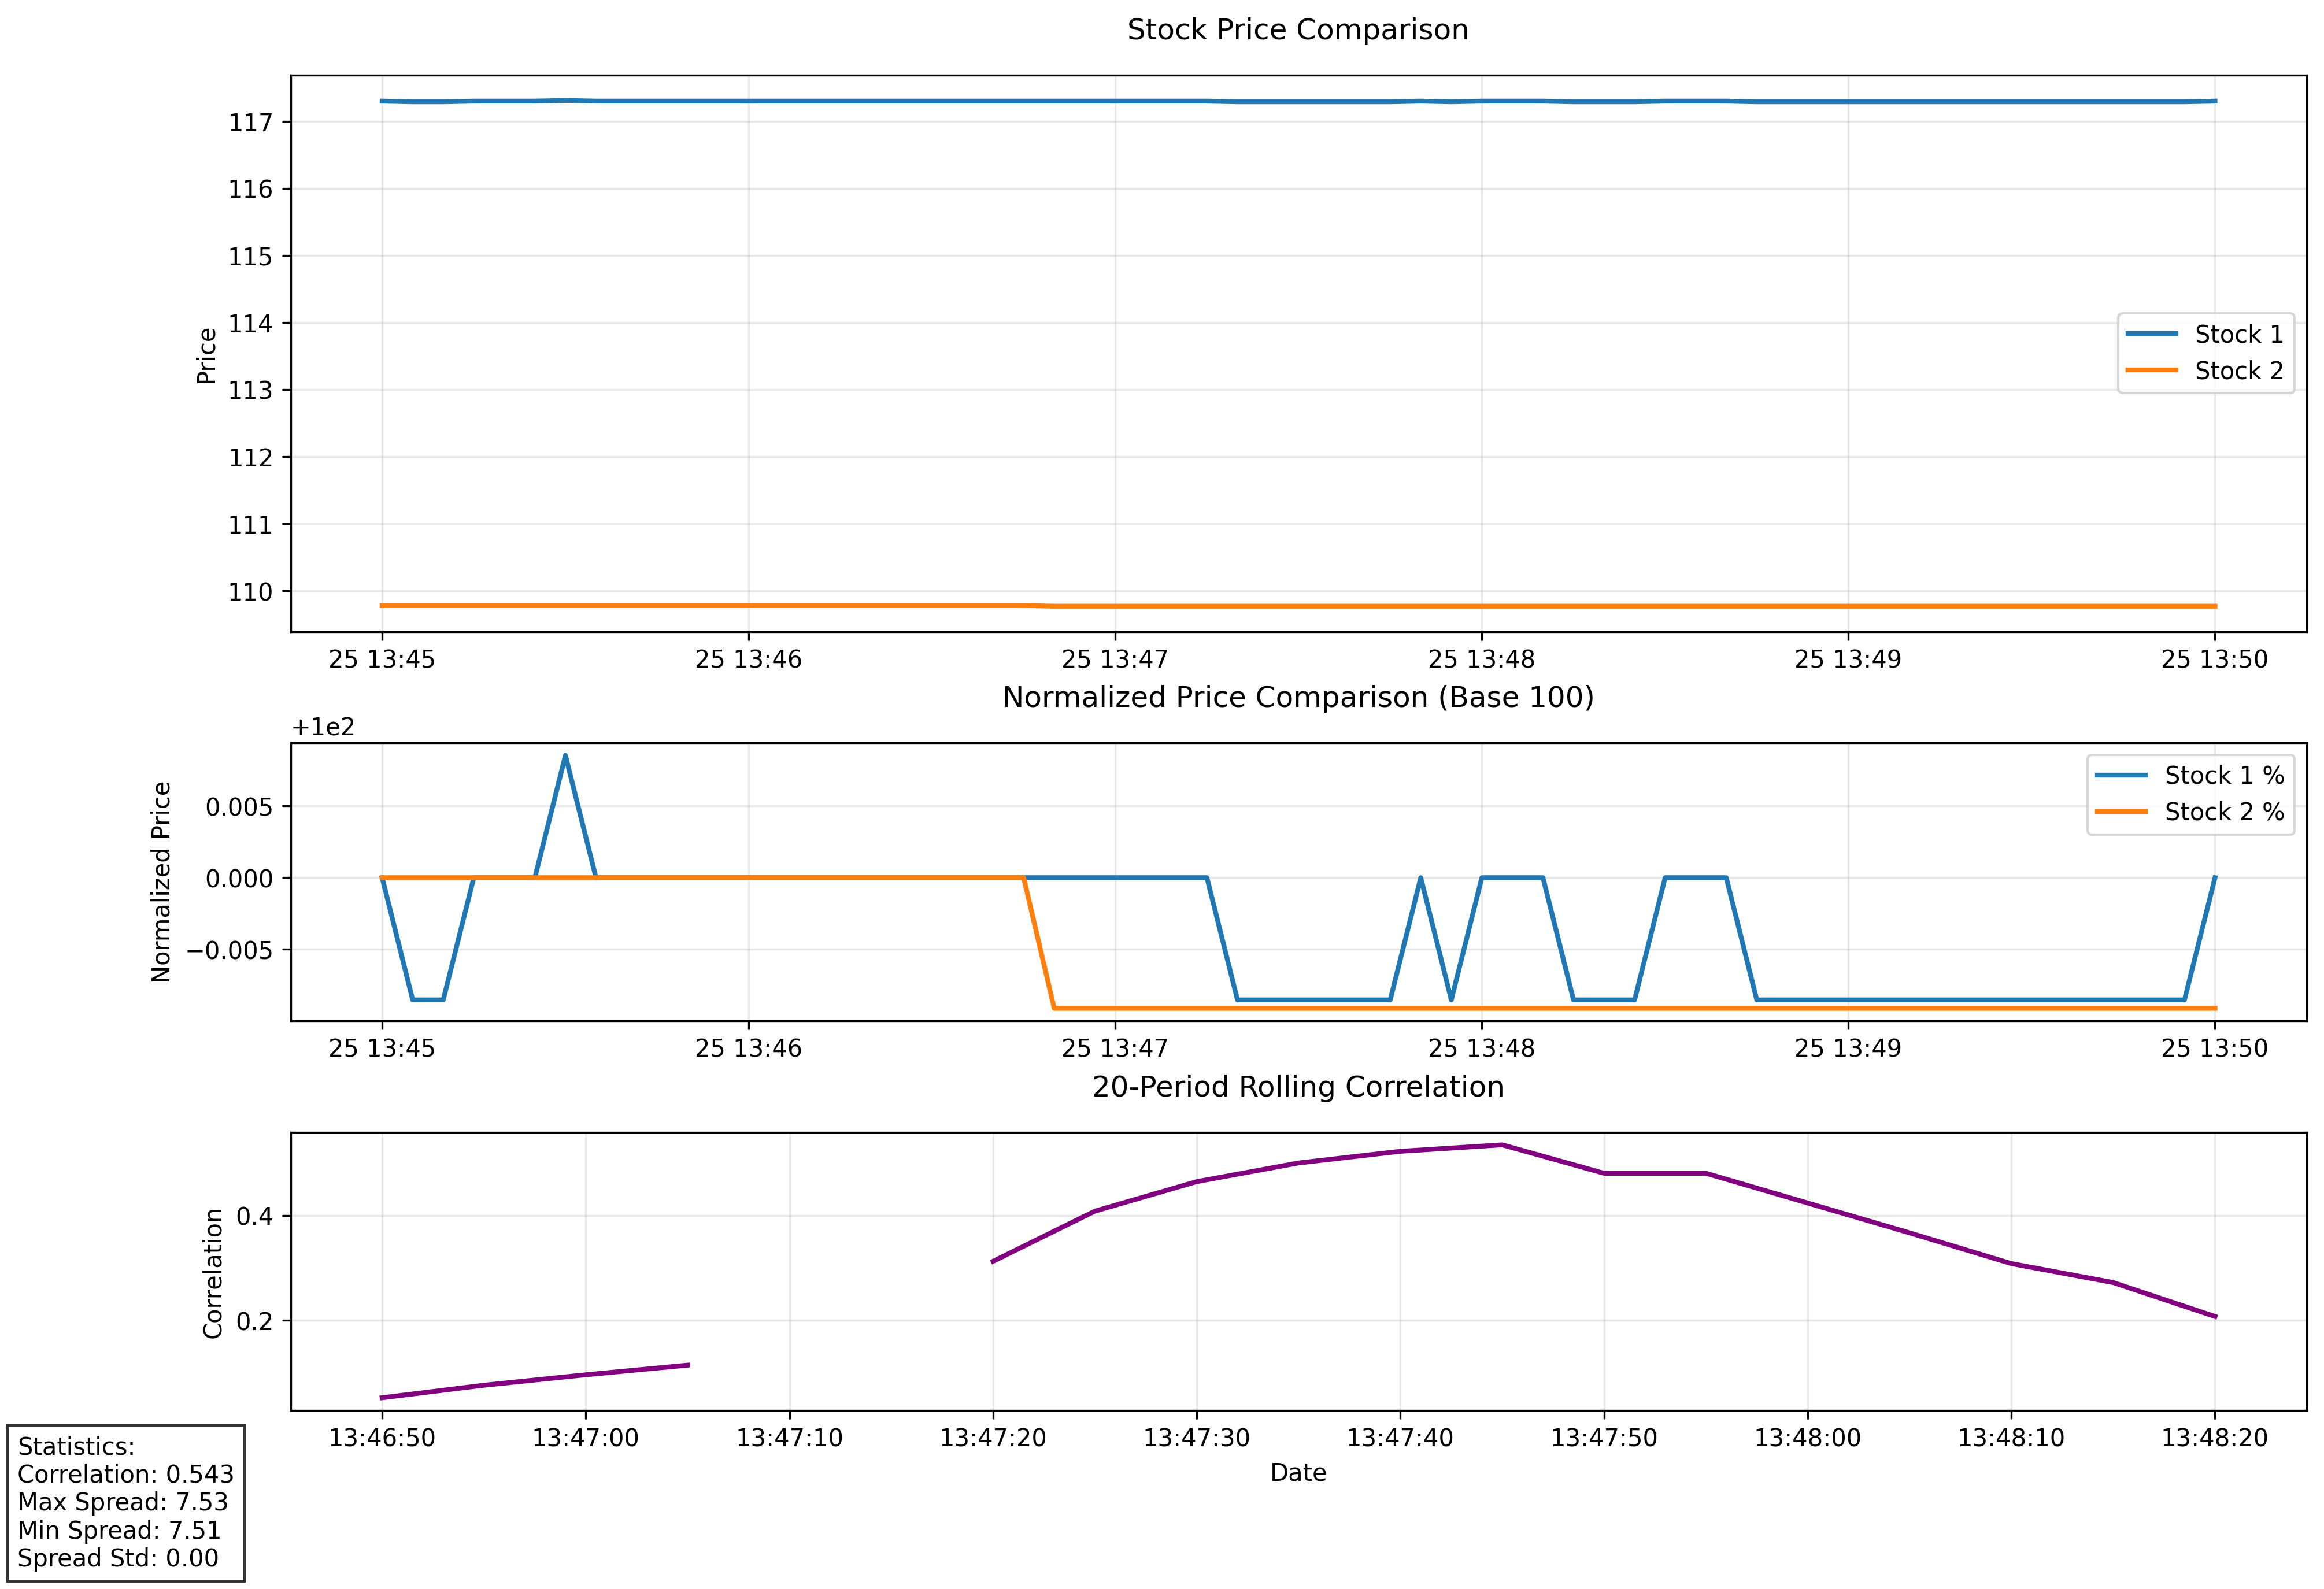 Stock Price Comparison
117
116
115
114
113
112
111
110
Price
Stock 1
Stock 2
25 13:45
25 13:46
25 13:47
25 13:48
25 13:49
25 13:50
Normalized Price Comparison (Base 100)
+1e2
0.005
0.000
−0.005
Normalized Price
Stock 1 %
Stock 2 %
25 13:45
25 13:46
25 13:47
25 13:48
25 13:49
25 13:50
20-Period Rolling Correlation
0.4
0.2
Correlation
13:46:50
13:47:00
13:47:10
13:47:20
13:47:30
13:47:40
13:47:50
13:48:00
13:48:10
13:48:20
Date
Statistics:
Correlation: 0.543
Max Spread: 7.53
Min Spread: 7.51
Spread Std: 0.00